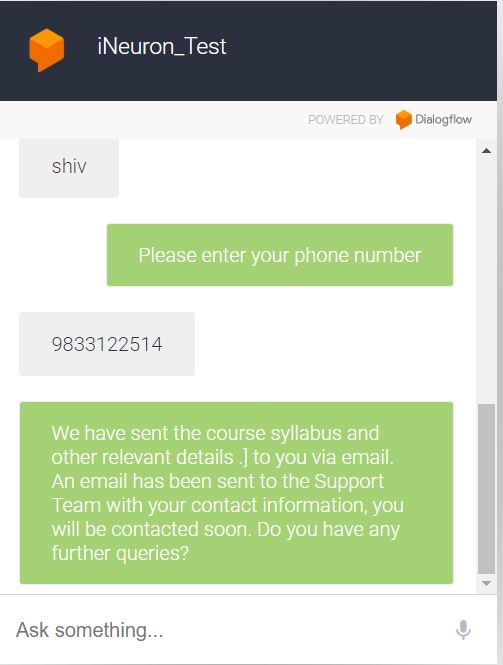 iNeuron_Test
POWERED BY Dialogflow
shiv
Please enter your phone number
9833122514
We have sent the course syllabus and
other relevant details .] to you via email.
An email has been sent to the Support
Team with your contact information, you
will be contacted soon. Do you have any
further queries?
Ask something...